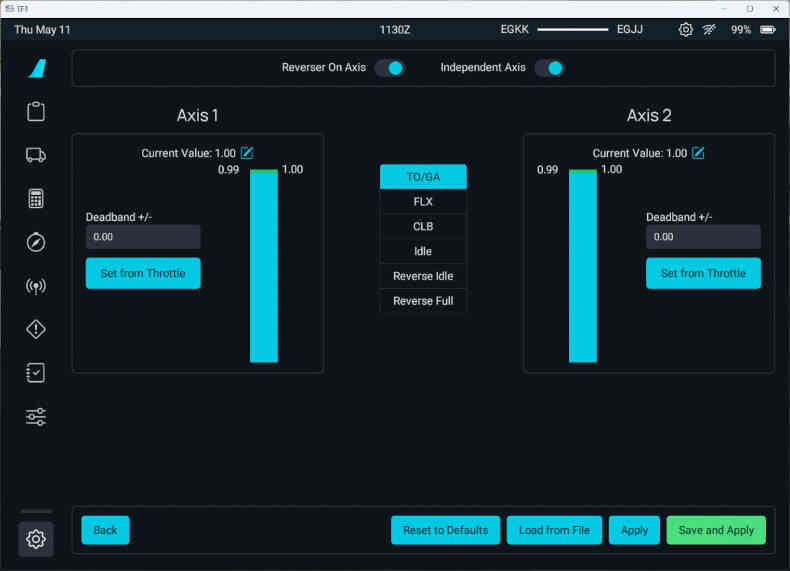 EFB
Thu May 11 1130Z EGKK EGJJ 99%
Reverser On Axis Independent Axis
Axis 1
Current Value: 1.00
0.99 1.00
Deadband +/-
0.00
Set from Throttle
TO/GA
FLX
CLB
Idle
Reverse Idle
Reverse Full
Axis 2
Current Value: 1.00
0.99 1.00
Deadband +/-
0.00
Set from Throttle
Back Reset to Defaults Load from File Apply Save and Apply